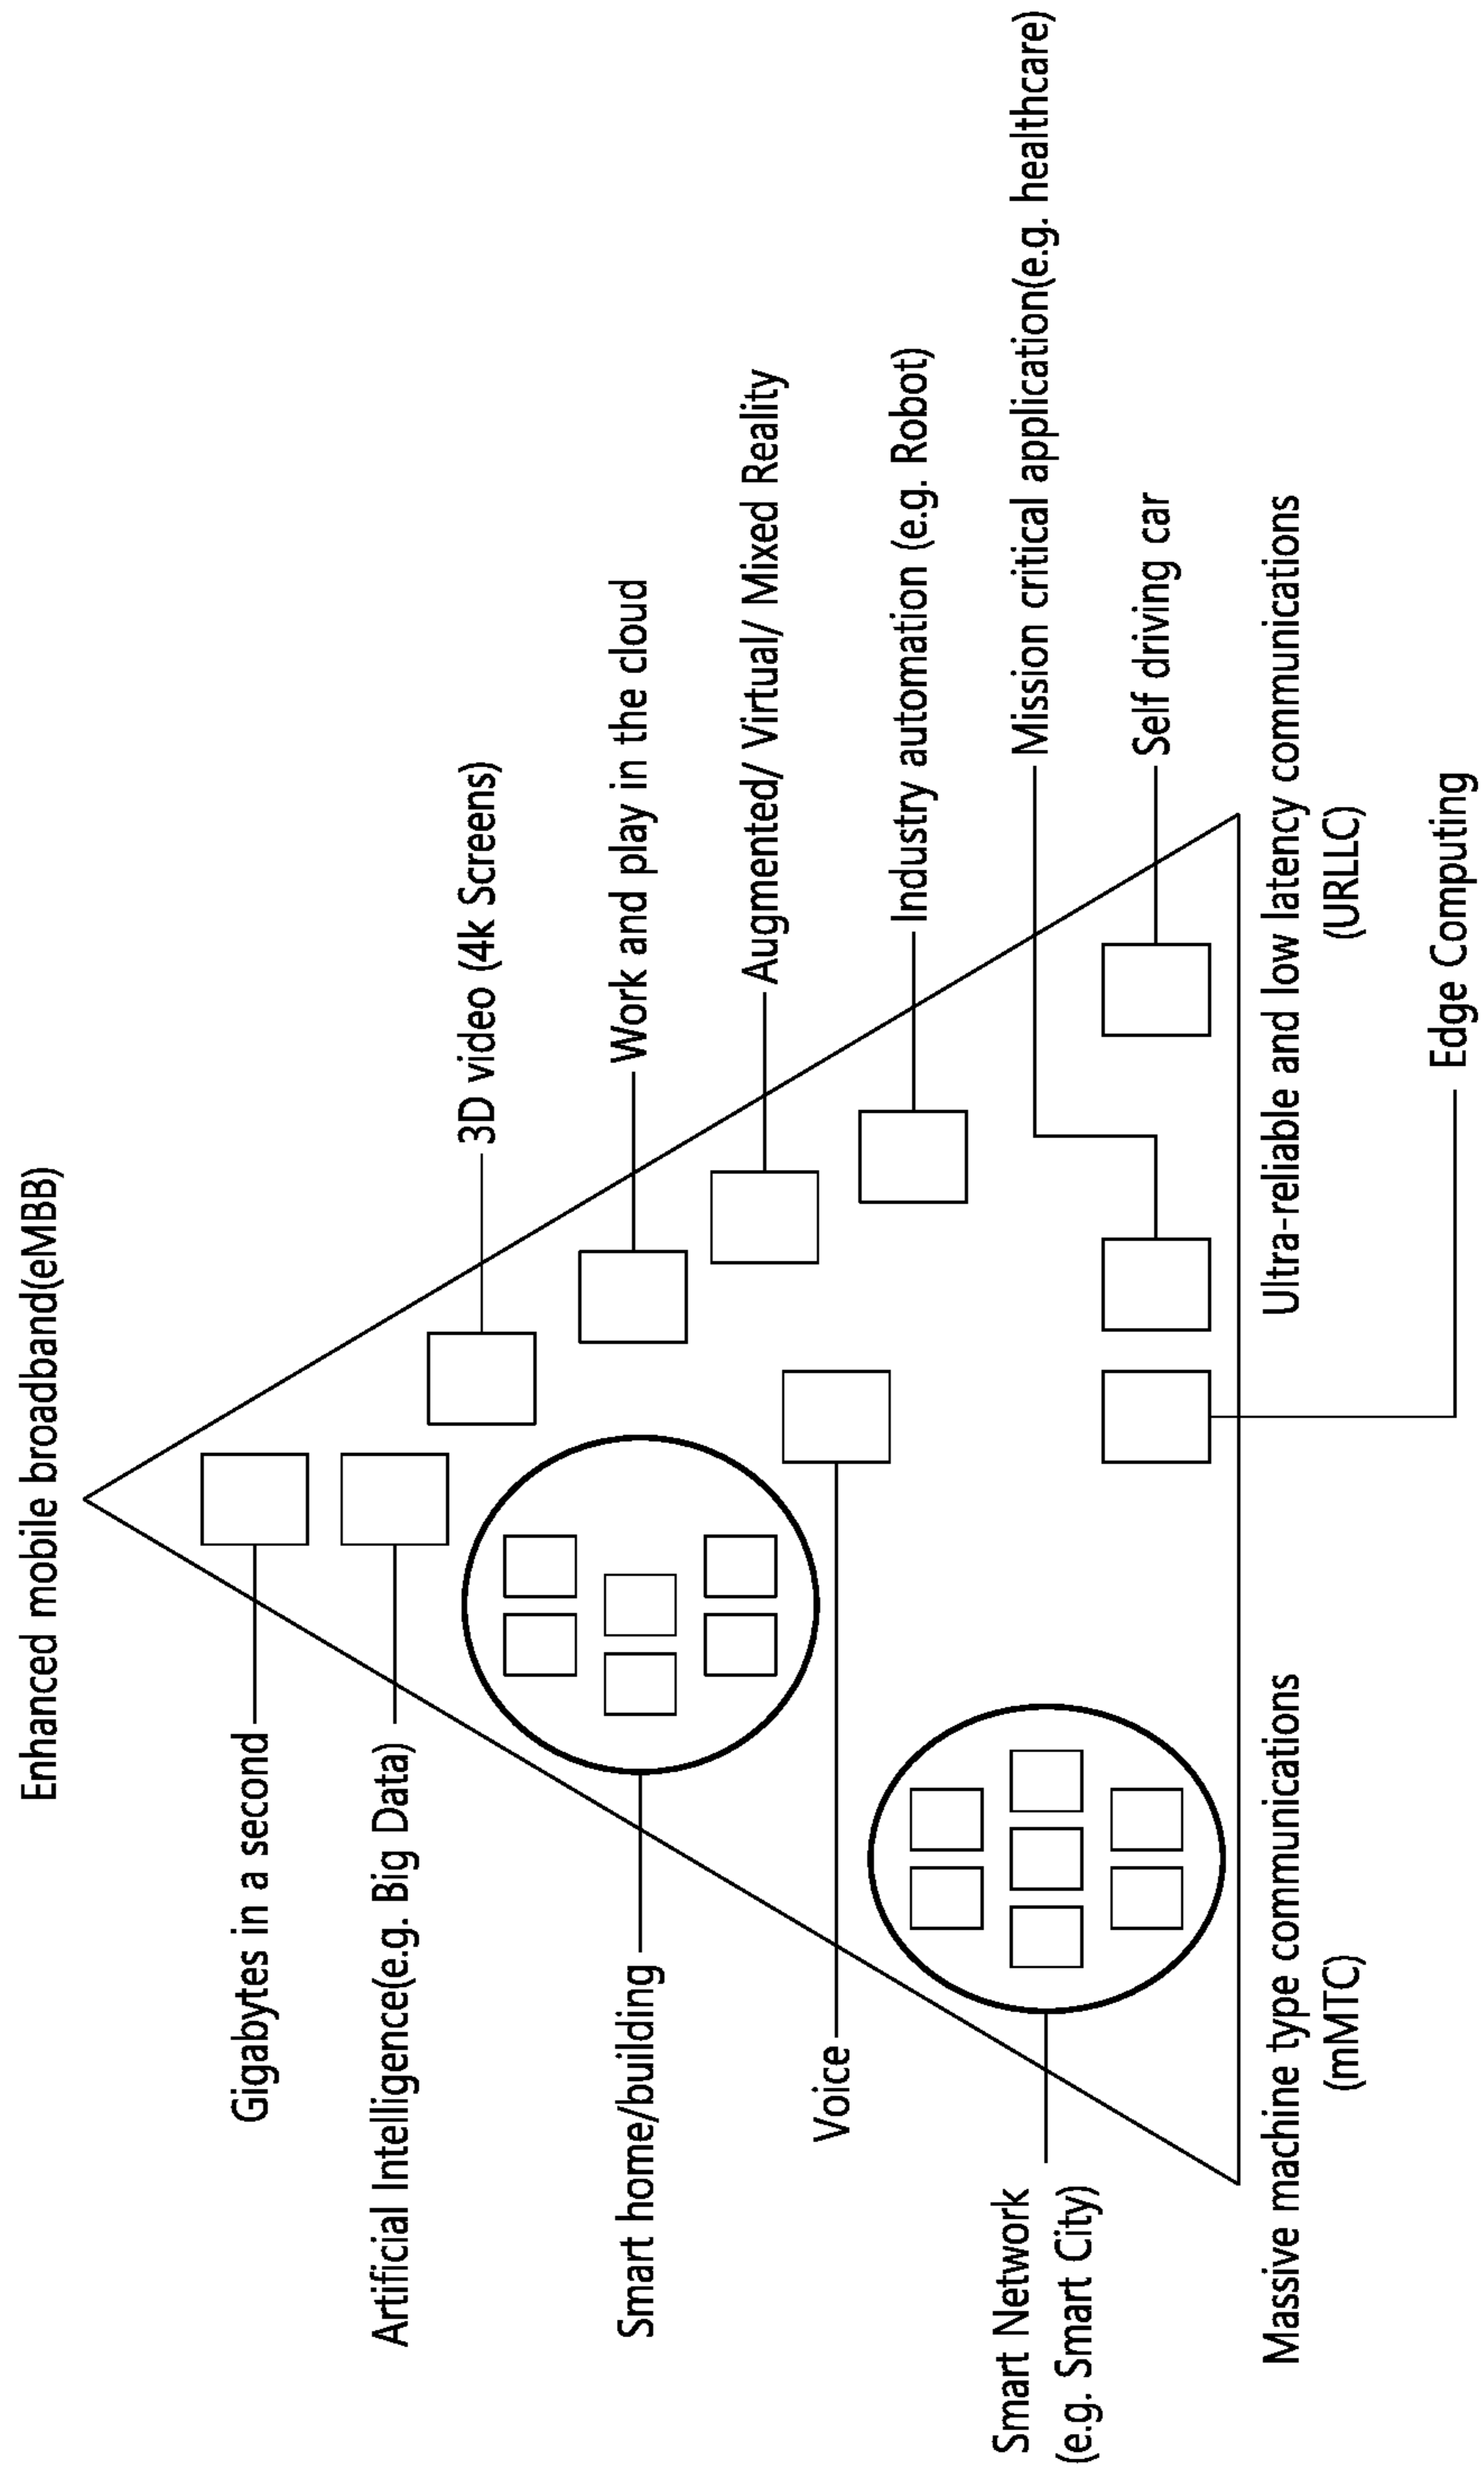 Enhanced mobile broadband(eMBB)
Gigabytes in a second
Artificial Intelligence(e.g. Big Data)
3D video (4k Screens)
Smart home/building
Work and play in the cloud
Augmented/ Virtual/ Mixed Reality
Voice
Industry automation (e.g. Robot)
Smart Network
(e.g. Smart City)
Mission critical application(e.g. healthcare)
Self driving car
Massive machine type communications
(mMTC)
Ultra-reliable and low latency communications
(URLLC)
Edge Computing